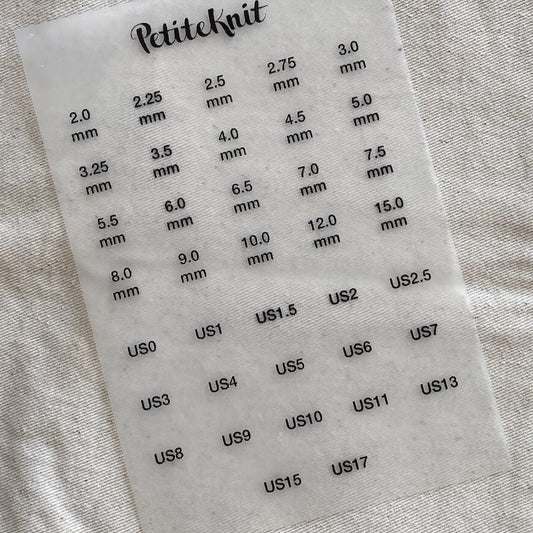 PetiteKnit
2.0 mm 2.25 mm 2.5 mm 2.75 mm 3.0 mm
3.25 mm 3.5 mm 4.0 mm 4.5 mm 5.0 mm
5.5 mm 6.0 mm 6.5 mm 7.0 mm 7.5 mm
8.0 mm 9.0 mm 10.0 mm 12.0 mm 15.0 mm
US0 US1 US1.5 US2 US2.5
US3 US4 US5 US6 US7
US8 US9 US10 US11 US13
US15 US17